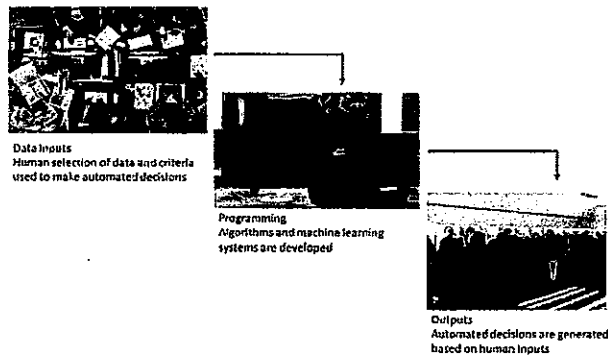 Data Inputs
Human selection of data and criteria
used to make automated decisions
Programming
Algorithms and machine learning
systems are developed
Outputs
Automated decisions are generated
based on human inputs